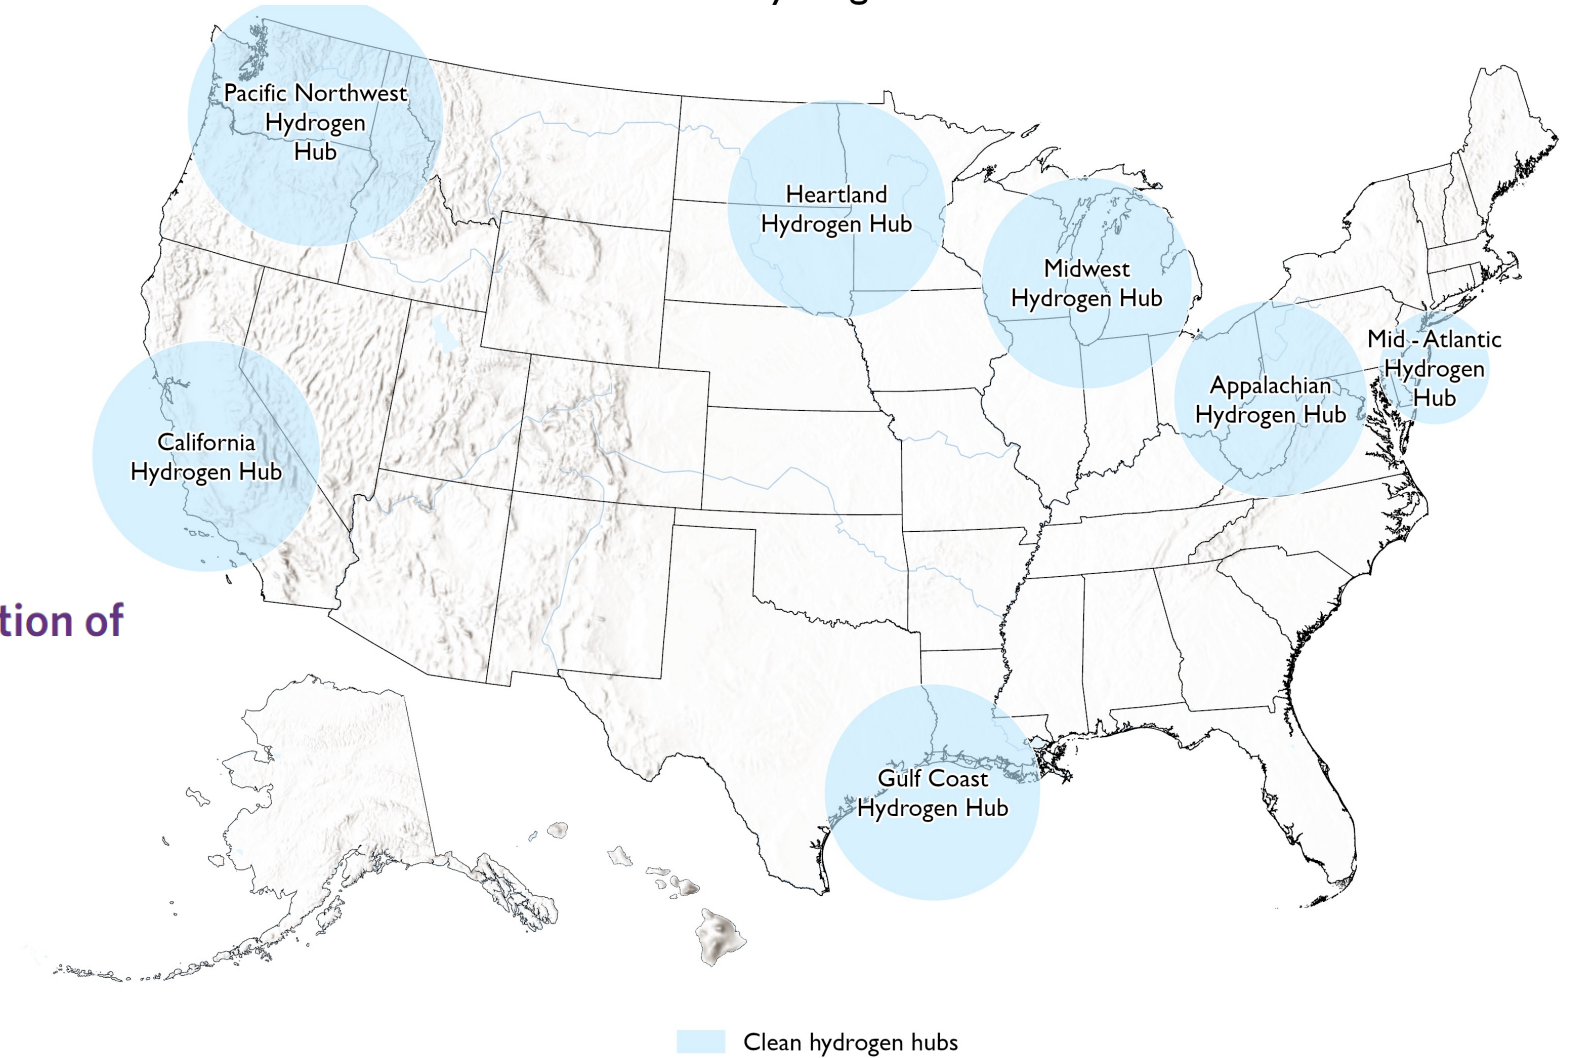 Pacific Northwest
Hydrogen
Hub
Heartland
Hydrogen Hub
Midwest
Hydrogen Hub
Mid - Atlantic
Hydrogen
Hub
Appalachian
Hydrogen Hub
California
Hydrogen Hub
tion of
Gulf Coast
Hydrogen Hub
Clean hydrogen hubs